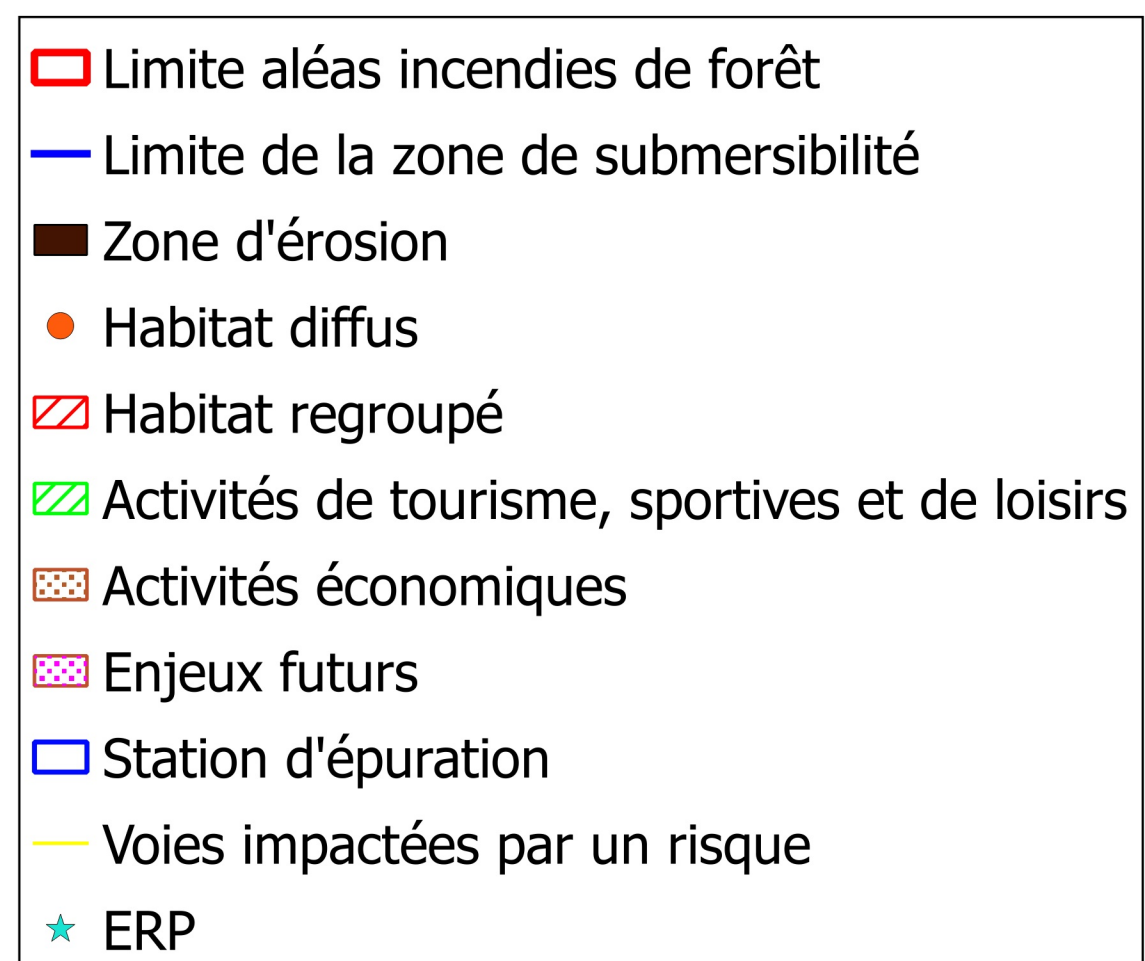 Limite aléas incendies de forêt
Limite de la zone de submersibilité
Zone d'érosion
Habitat diffus
Habitat regroupé
Activités de tourisme, sportives et de loisirs
Activités économiques
Enjeux futurs
Station d'épuration
Voies impactées par un risque
ERP